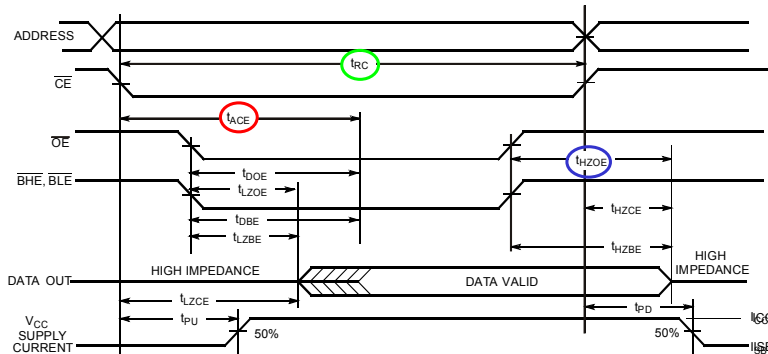 ADDRESS
tRC
CE
tACE
OE
tHZOE
tDOE
BHE, BLE
tLZOE
tDBE
tHZCE
tLZBE
tHZBE
HIGH IMPEDANCE
HIGH IMPEDANCE
DATA OUT
DATA VALID
tLZCE
tPD
VCC SUPPLY CURRENT
tPU
50%
50%